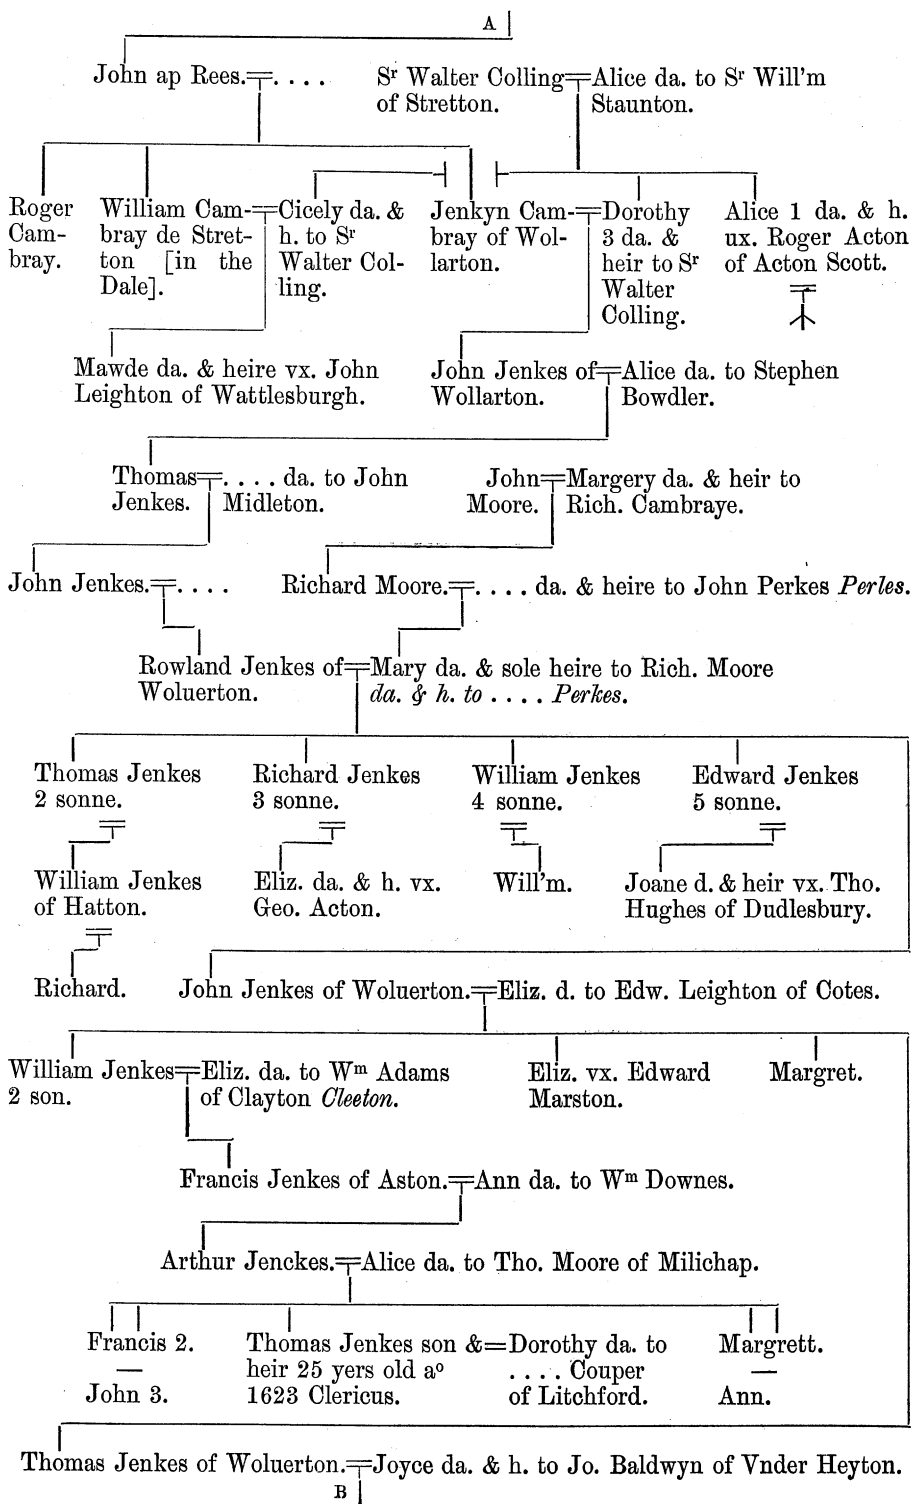 A
John ap Rees.=. . . .
Sʳ Walter Colling=Alice da. to Sʳ Will'm
of Stretton. Staunton.
Roger
Cam-
bray.
William Cam-=Cicely da. &
bray de Stret- h. to Sʳ
ton [in the Walter Col-
Dale]. ling.
Jenkyn Cam-=Dorothy
bray of Wol- 3 da. &
larton. heir to Sʳ
Walter
Colling.
Alice 1 da. & h.
ux. Roger Acton
of Acton Scott.
Mawde da. & heire vx. John
Leighton of Wattlesburgh.
John Jenkes of=Alice da. to Stephen
Wollarton. Bowdler.
Thomas=. . . . da. to John
Jenkes. Midleton.
John=Margery da. & heir to
Moore. Rich. Cambraye.
John Jenkes.=. . . .
Richard Moore.=. . . . da. & heire to John Perkes Perles.
Rowland Jenkes of=Mary da. & sole heire to Rich. Moore
Woluerton. da. & h. to . . . . Perkes.
Thomas Jenkes
2 sonne.
Richard Jenkes
3 sonne.
William Jenkes
4 sonne.
Edward Jenkes
5 sonne.
William Jenkes
of Hatton.
Eliz. da. & h. vx.
Geo. Acton.
Will'm.
Joane d. & heir vx. Tho.
Hughes of Dudlesbury.
Richard.
John Jenkes of Woluerton.=Eliz. d. to Edw. Leighton of Cotes.
William Jenkes=Eliz. da. to Wᵐ Adams
2 son. of Clayton Cleeton.
Eliz. vx. Edward
Marston.
Margret.
Francis Jenkes of Aston.=Ann da. to Wᵐ Downes.
Arthur Jenckes.=Alice da. to Tho. Moore of Milichap.
Francis 2.
—
John 3.
Thomas Jenkes son &=Dorothy da. to
heir 25 yers old aᵒ . . . . Couper
1623 Clericus. of Litchford.
Margrett.
—
Ann.
Thomas Jenkes of Woluerton.=Joyce da. & h. to Jo. Baldwyn of Vnder Heyton.
B